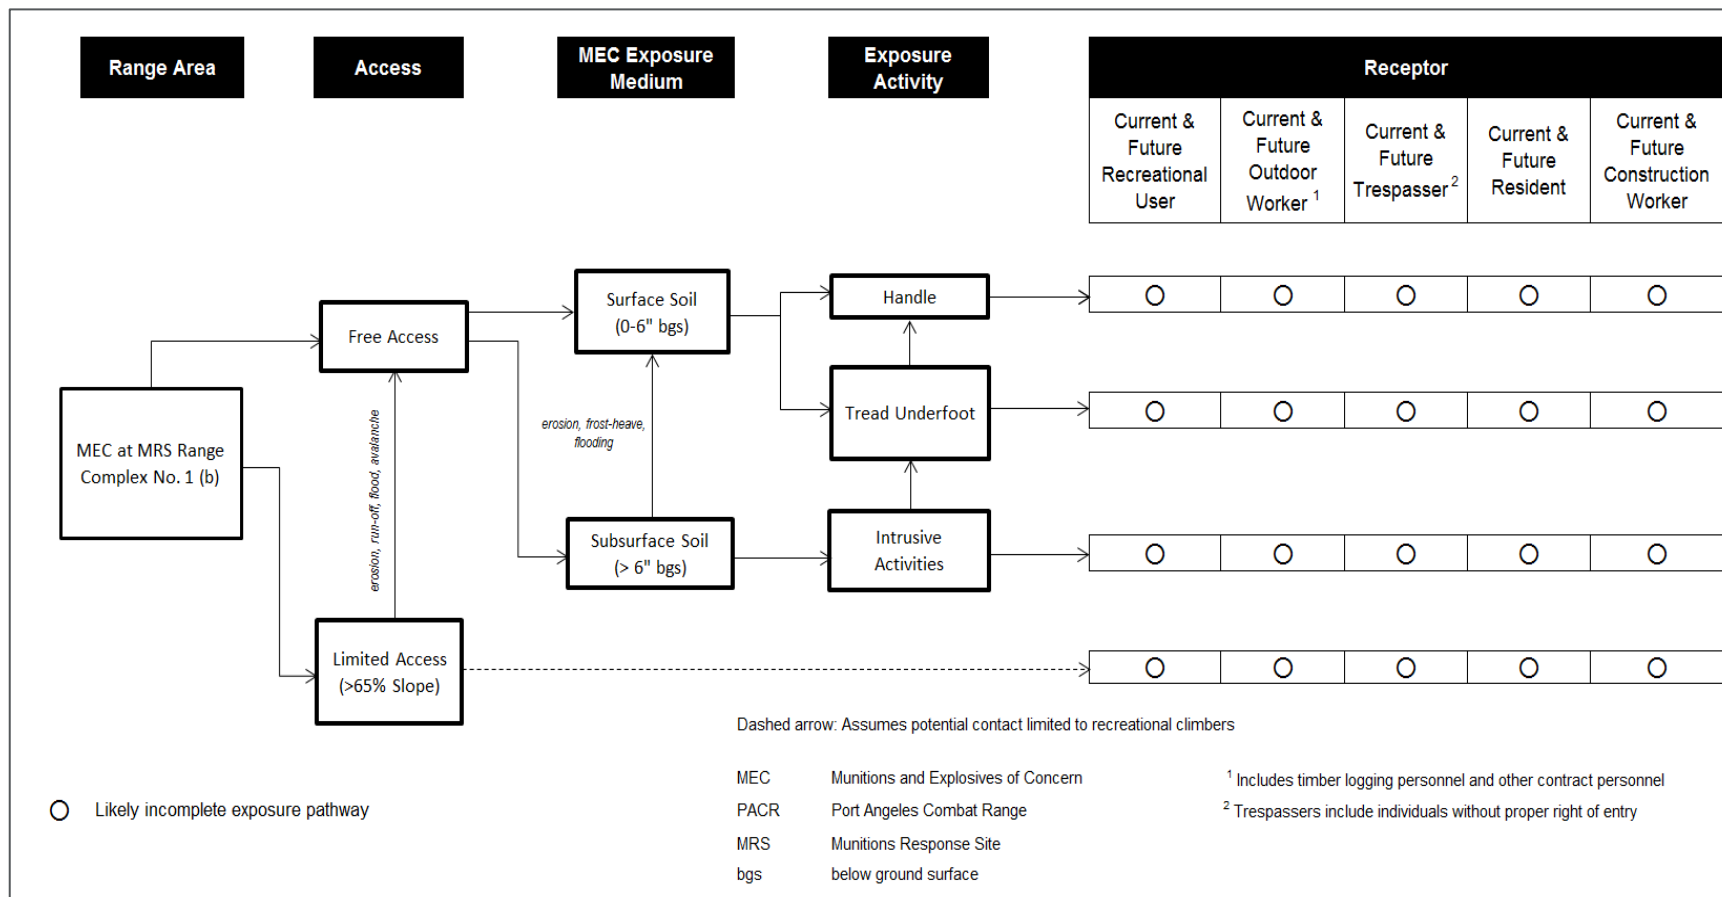 Range Area
Access
MEC Exposure
Medium
Exposure
Activity
Receptor
Current &
Future
Recreational
User
Current &
Future
Outdoor
Worker 1
Current &
Future
Trespasser 2
Current &
Future
Resident
Current &
Future
Construction
Worker
MEC at MRS Range
Complex No. 1 (b)
Free Access
erosion, run-off, flood, avalanche
Limited Access
(>65% Slope)
Surface Soil
(0-6" bgs)
erosion, frost-heave,
flooding
Subsurface Soil
(> 6" bgs)
Handle
Tread Underfoot
Intrusive
Activities
Dashed arrow: Assumes potential contact limited to recreational climbers
MEC Munitions and Explosives of Concern
PACR Port Angeles Combat Range
MRS Munitions Response Site
bgs below ground surface
1 Includes timber logging personnel and other contract personnel
2 Trespassers include individuals without proper right of entry
Likely incomplete exposure pathway